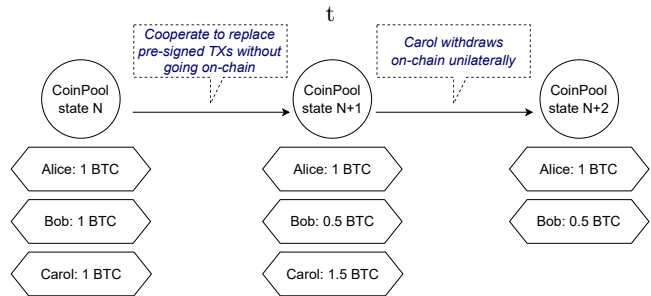 t
Cooperate to replace
pre-signed TXs without
going on-chain
Carol withdraws
on-chain unilaterally
CoinPool
state N
CoinPool
state N+1
CoinPool
state N+2
Alice: 1 BTC
Alice: 1 BTC
Alice: 1 BTC
Bob: 1 BTC
Bob: 0.5 BTC
Bob: 0.5 BTC
Carol: 1 BTC
Carol: 1.5 BTC